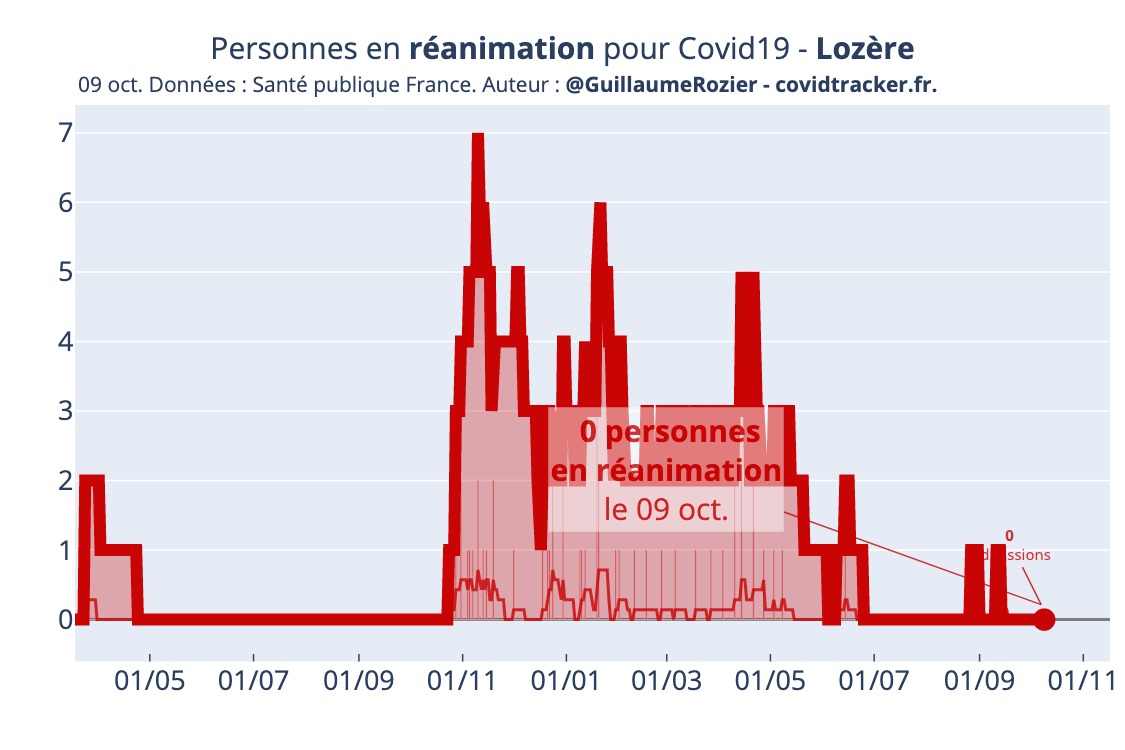 Personnes en réanimation pour Covid19 - Lozère
09 oct. Données : Santé publique France. Auteur : @GuillaumeRozier - covidtracker.fr.
7
6
5
4
3
2
1
0
0 personnes
en réanimation
le 09 oct.
0
01/05 01/07 01/09 01/11 01/01 01/03 01/05 01/07 01/09 01/11